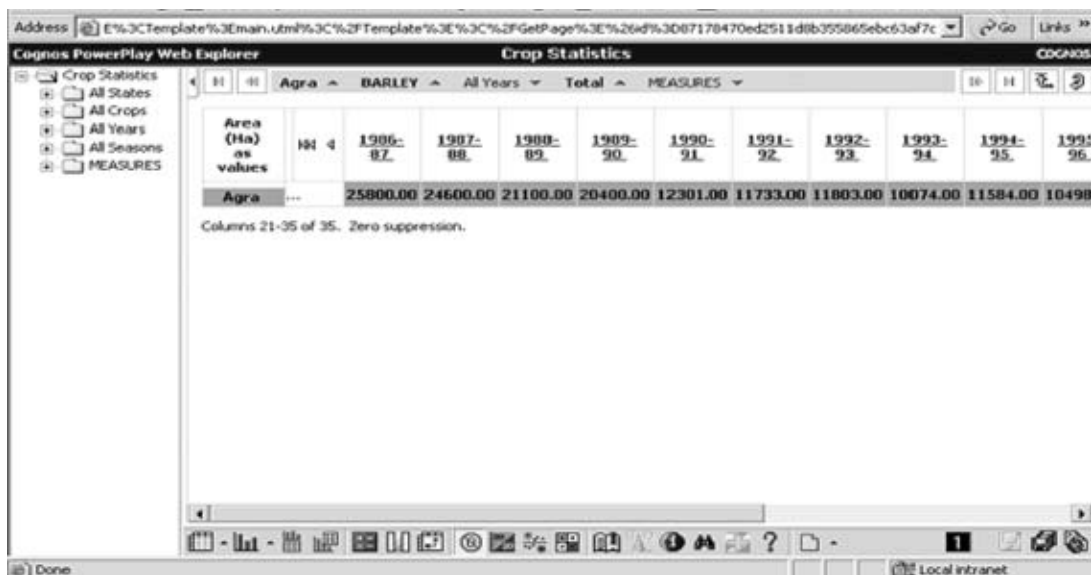 Address E%3CTemplate%3Emain.utml%3C%2FTemplate%3E%3C%2FGetPage%3E%26id%3D87178470ed2511d8b355865ebc63af7c Go Links »
Cognos PowerPlay Web Explorer Crop Statistics COGNOS
Crop Statistics
All States
All Crops
All Years
All Seasons
MEASURES
Agra BARLEY All Years Total MEASURES
Area (Ha) as values 1986-87 1987-88 1988-89 1989-90 1990-91 1991-92 1992-93 1993-94 1994-95 1995-96
Agra ... 25800.00 24600.00 21100.00 20400.00 12301.00 11733.00 11803.00 10074.00 11584.00 10498
Columns 21-35 of 35. Zero suppression.
1
Done Local intranet